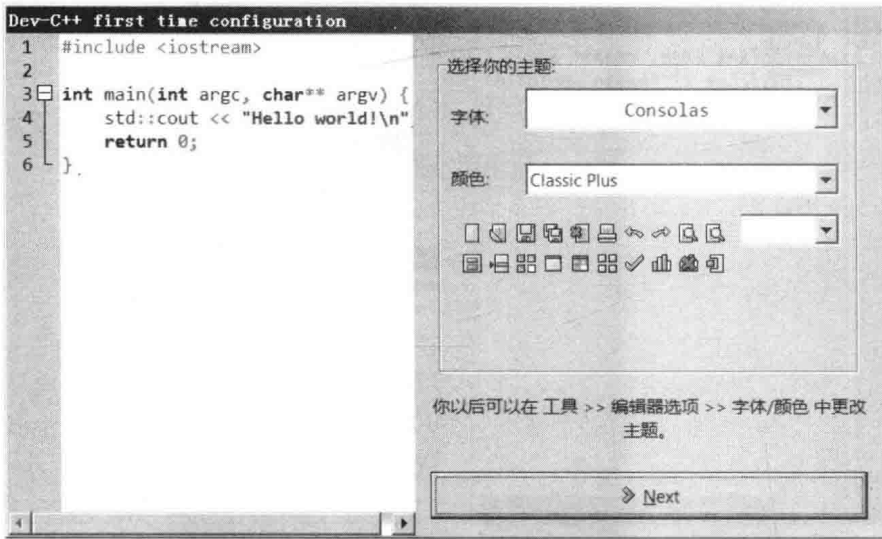 Dev-C++ first time configuration
1 #include <iostream>
2
3 int main(int argc, char** argv) {
4 std::cout << "Hello world!\n"
5 return 0;
6 }
选择你的主题:
字体: Consolas
颜色: Classic Plus
你以后可以在 工具 >> 编辑器选项 >> 字体/颜色 中更改
主题。
Next